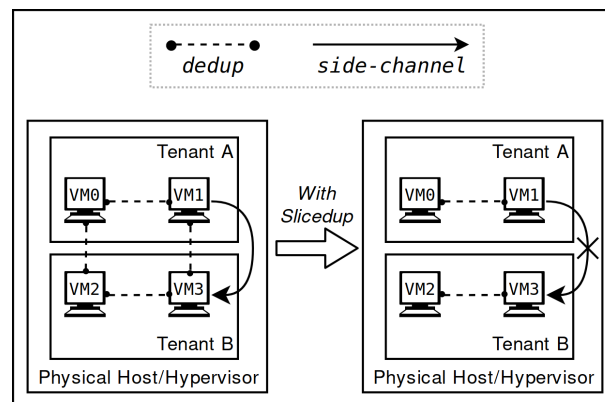 dedup
side-channel
Tenant A
VM0
VM1
VM2
VM3
Tenant B
Physical Host/Hypervisor
With
Slicedup
Tenant A
VM0
VM1
VM2
VM3
Tenant B
Physical Host/Hypervisor